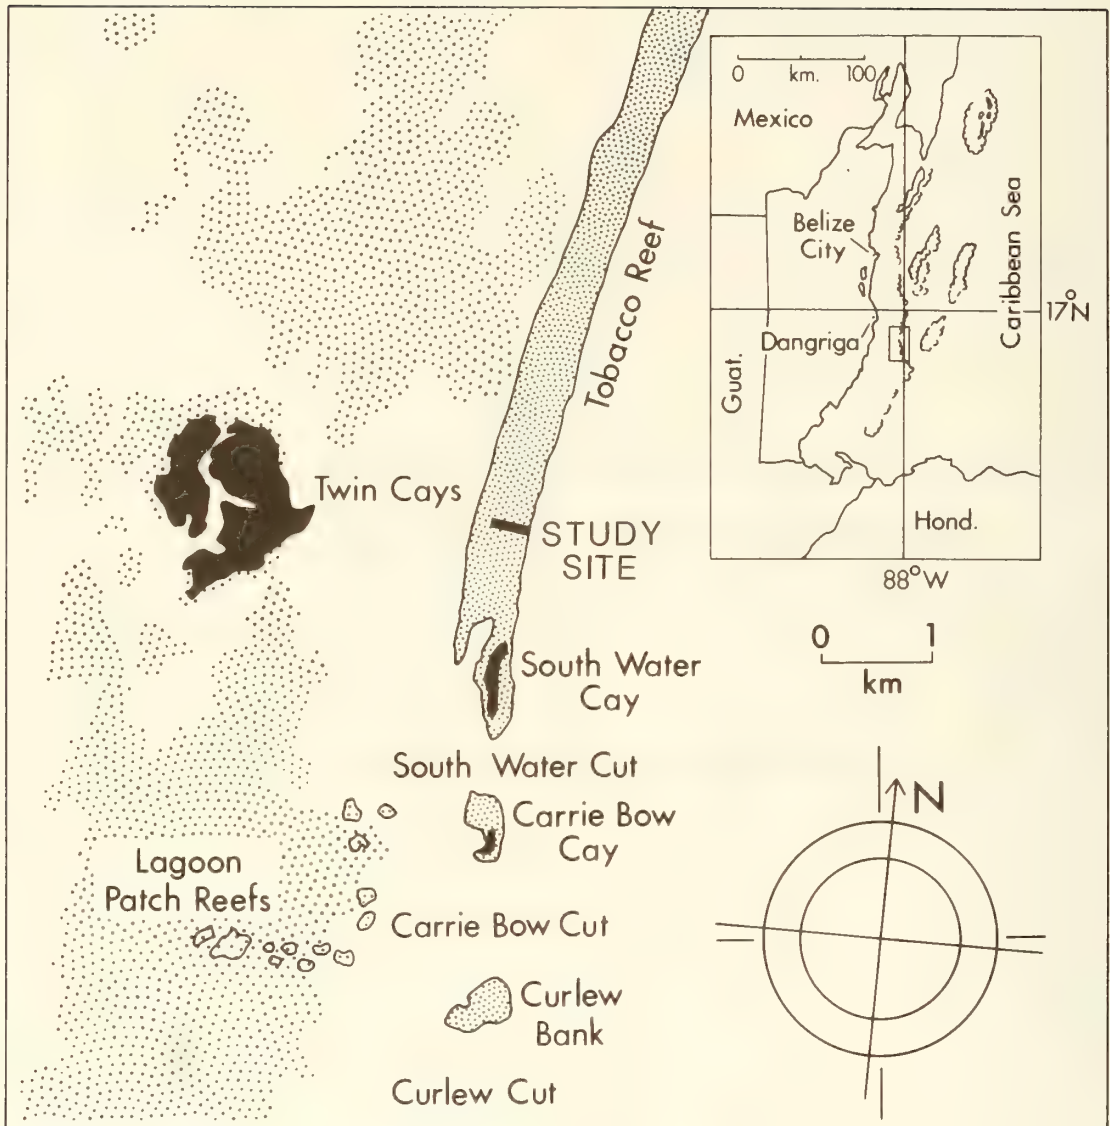 0 km. 100
Mexico
Belize
City
Caribbean Sea
17°N
Dangriga
Guat.
Hond.
88°W
Tobacco Reef
Twin Cays
STUDY
SITE
0 1
km
South Water
Cay
South Water Cut
N
Carrie Bow
Cay
Lagoon
Patch Reefs
Carrie Bow Cut
Curlew
Bank
Curlew Cut